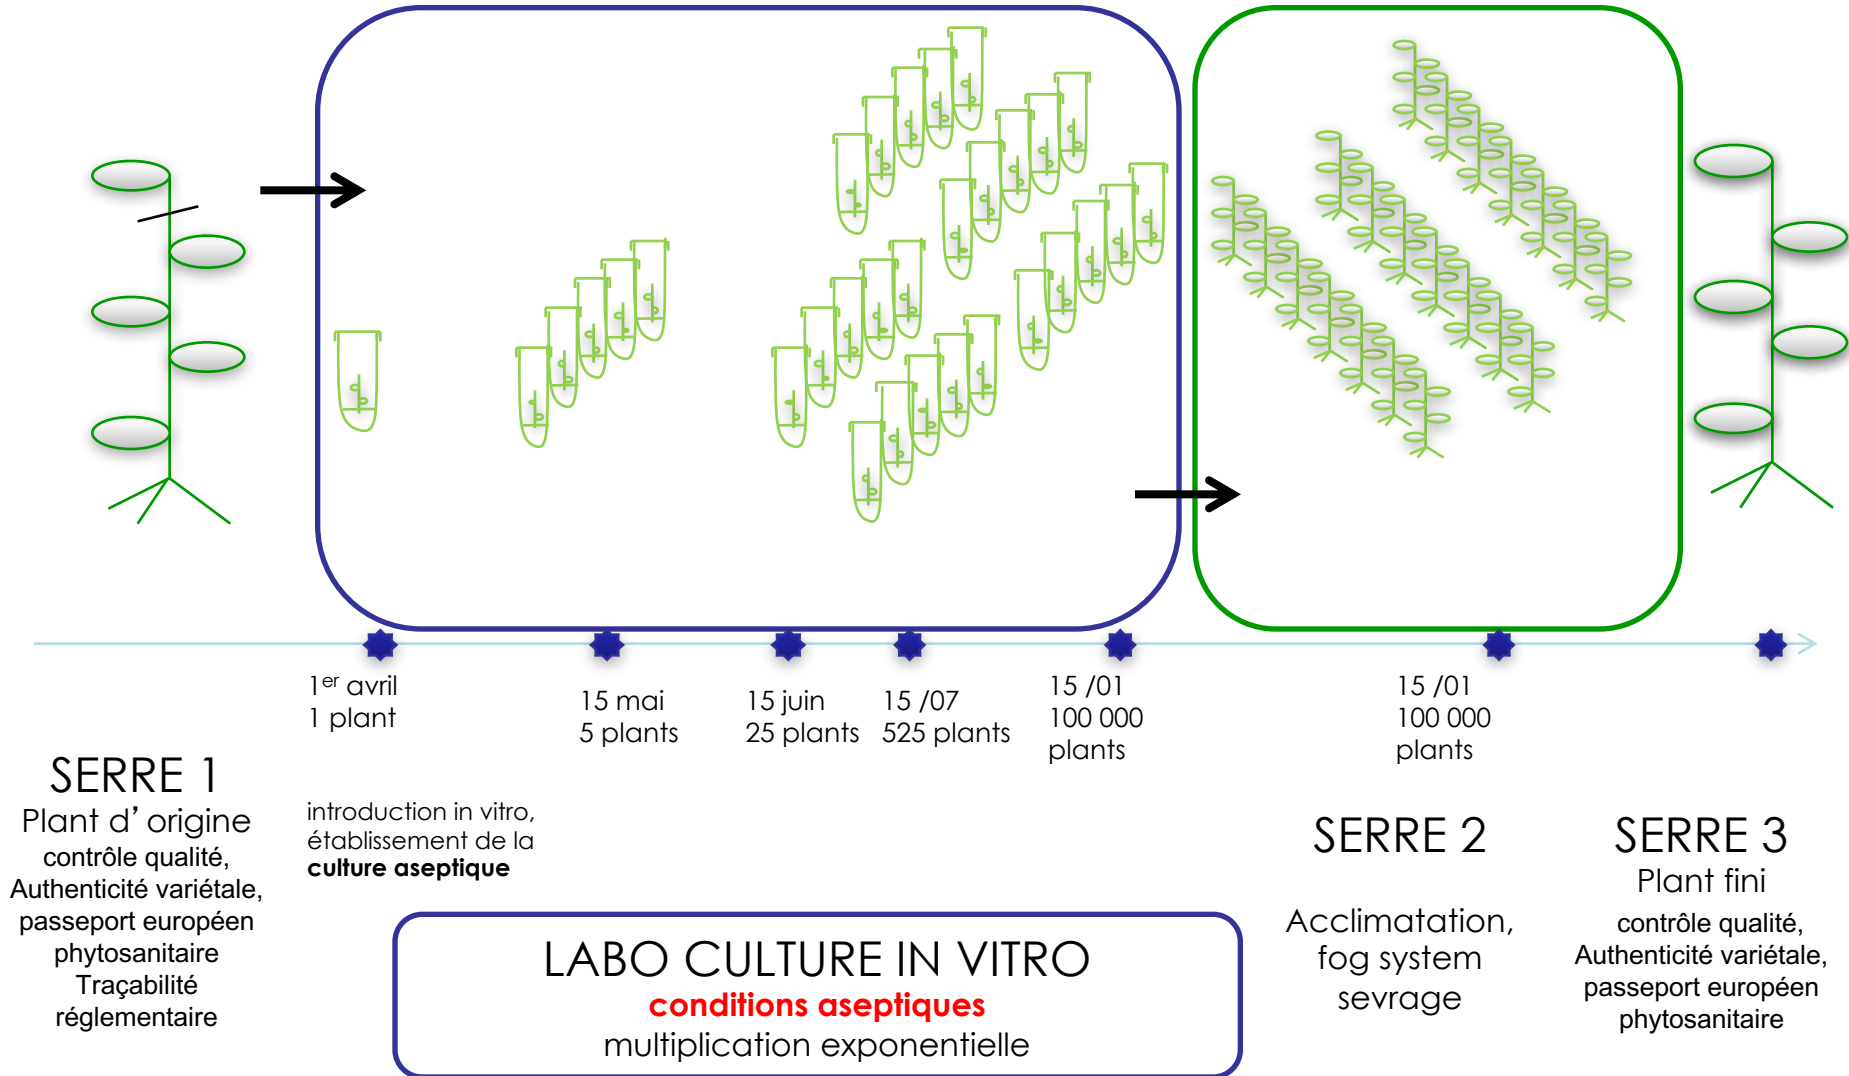 1er avril
1 plant
15 mai
5 plants
15 juin
25 plants
15 /07
525 plants
15 /01
100 000
plants
15 /01
100 000
plants
SERRE 1
Plant d’ origine
contrôle qualité,
Authenticité variétale,
passeport européen
phytosanitaire
Traçabilité
réglementaire
introduction in vitro,
établissement de la
culture aseptique
LABO CULTURE IN VITRO
conditions aseptiques
multiplication exponentielle
SERRE 2
Acclimatation,
fog system
sevrage
SERRE 3
Plant fini
contrôle qualité,
Authenticité variétale,
passeport européen
phytosanitaire